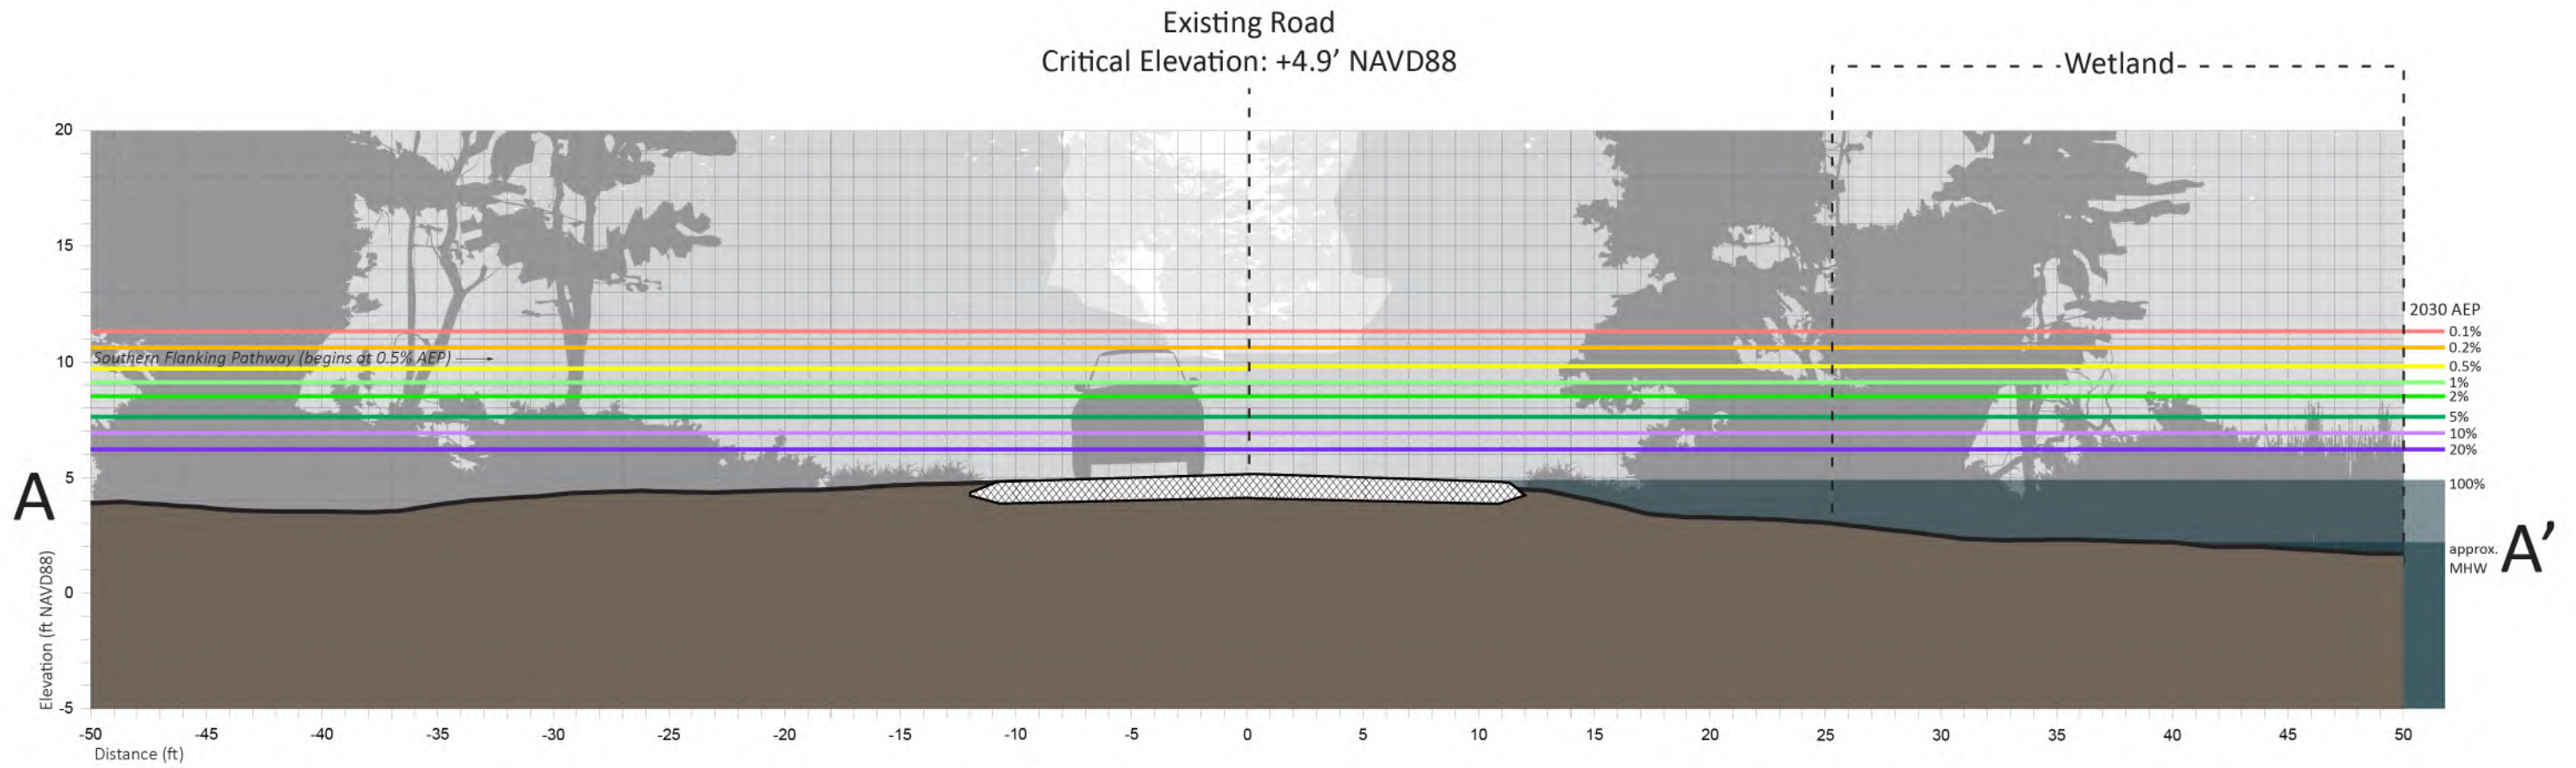 Existing Road
Critical Elevation: +4.9’ NAVD88
Wetland
20
15
10
5
0
-5
Elevation (ft NAVD88)
A
Southern Flanking Pathway (begins at 0.5% AEP)
2030 AEP
0.1%
0.2%
0.5%
1%
2%
5%
10%
20%
100%
approx.
MHW
A’
-50 -45 -40 -35 -30 -25 -20 -15 -10 -5 0 5 10 15 20 25 30 35 40 45 50
Distance (ft)